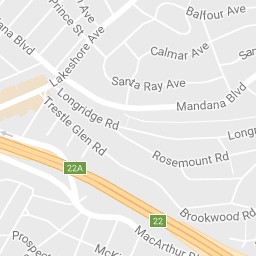 Balfour Ave
Prince St
Lakeshore Ave
Mandana Blvd
Calmar Ave
Santa Ray Ave
Mandana Blvd
Longridge Rd
Trestle Glen Rd
Rosemount Rd
22A
22
Brookwood Rd
MacArthur